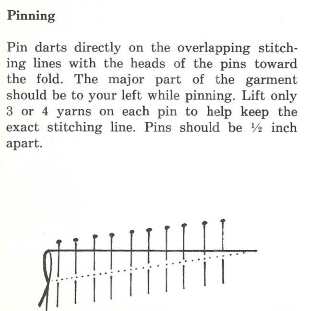 Pinning
Pin darts directly on the overlapping stitch-
ing lines with the heads of the pins toward
the fold. The major part of the garment
should be to your left while pinning. Lift only
3 or 4 yarns on each pin to help keep the
exact stitching line. Pins should be ½ inch
apart.